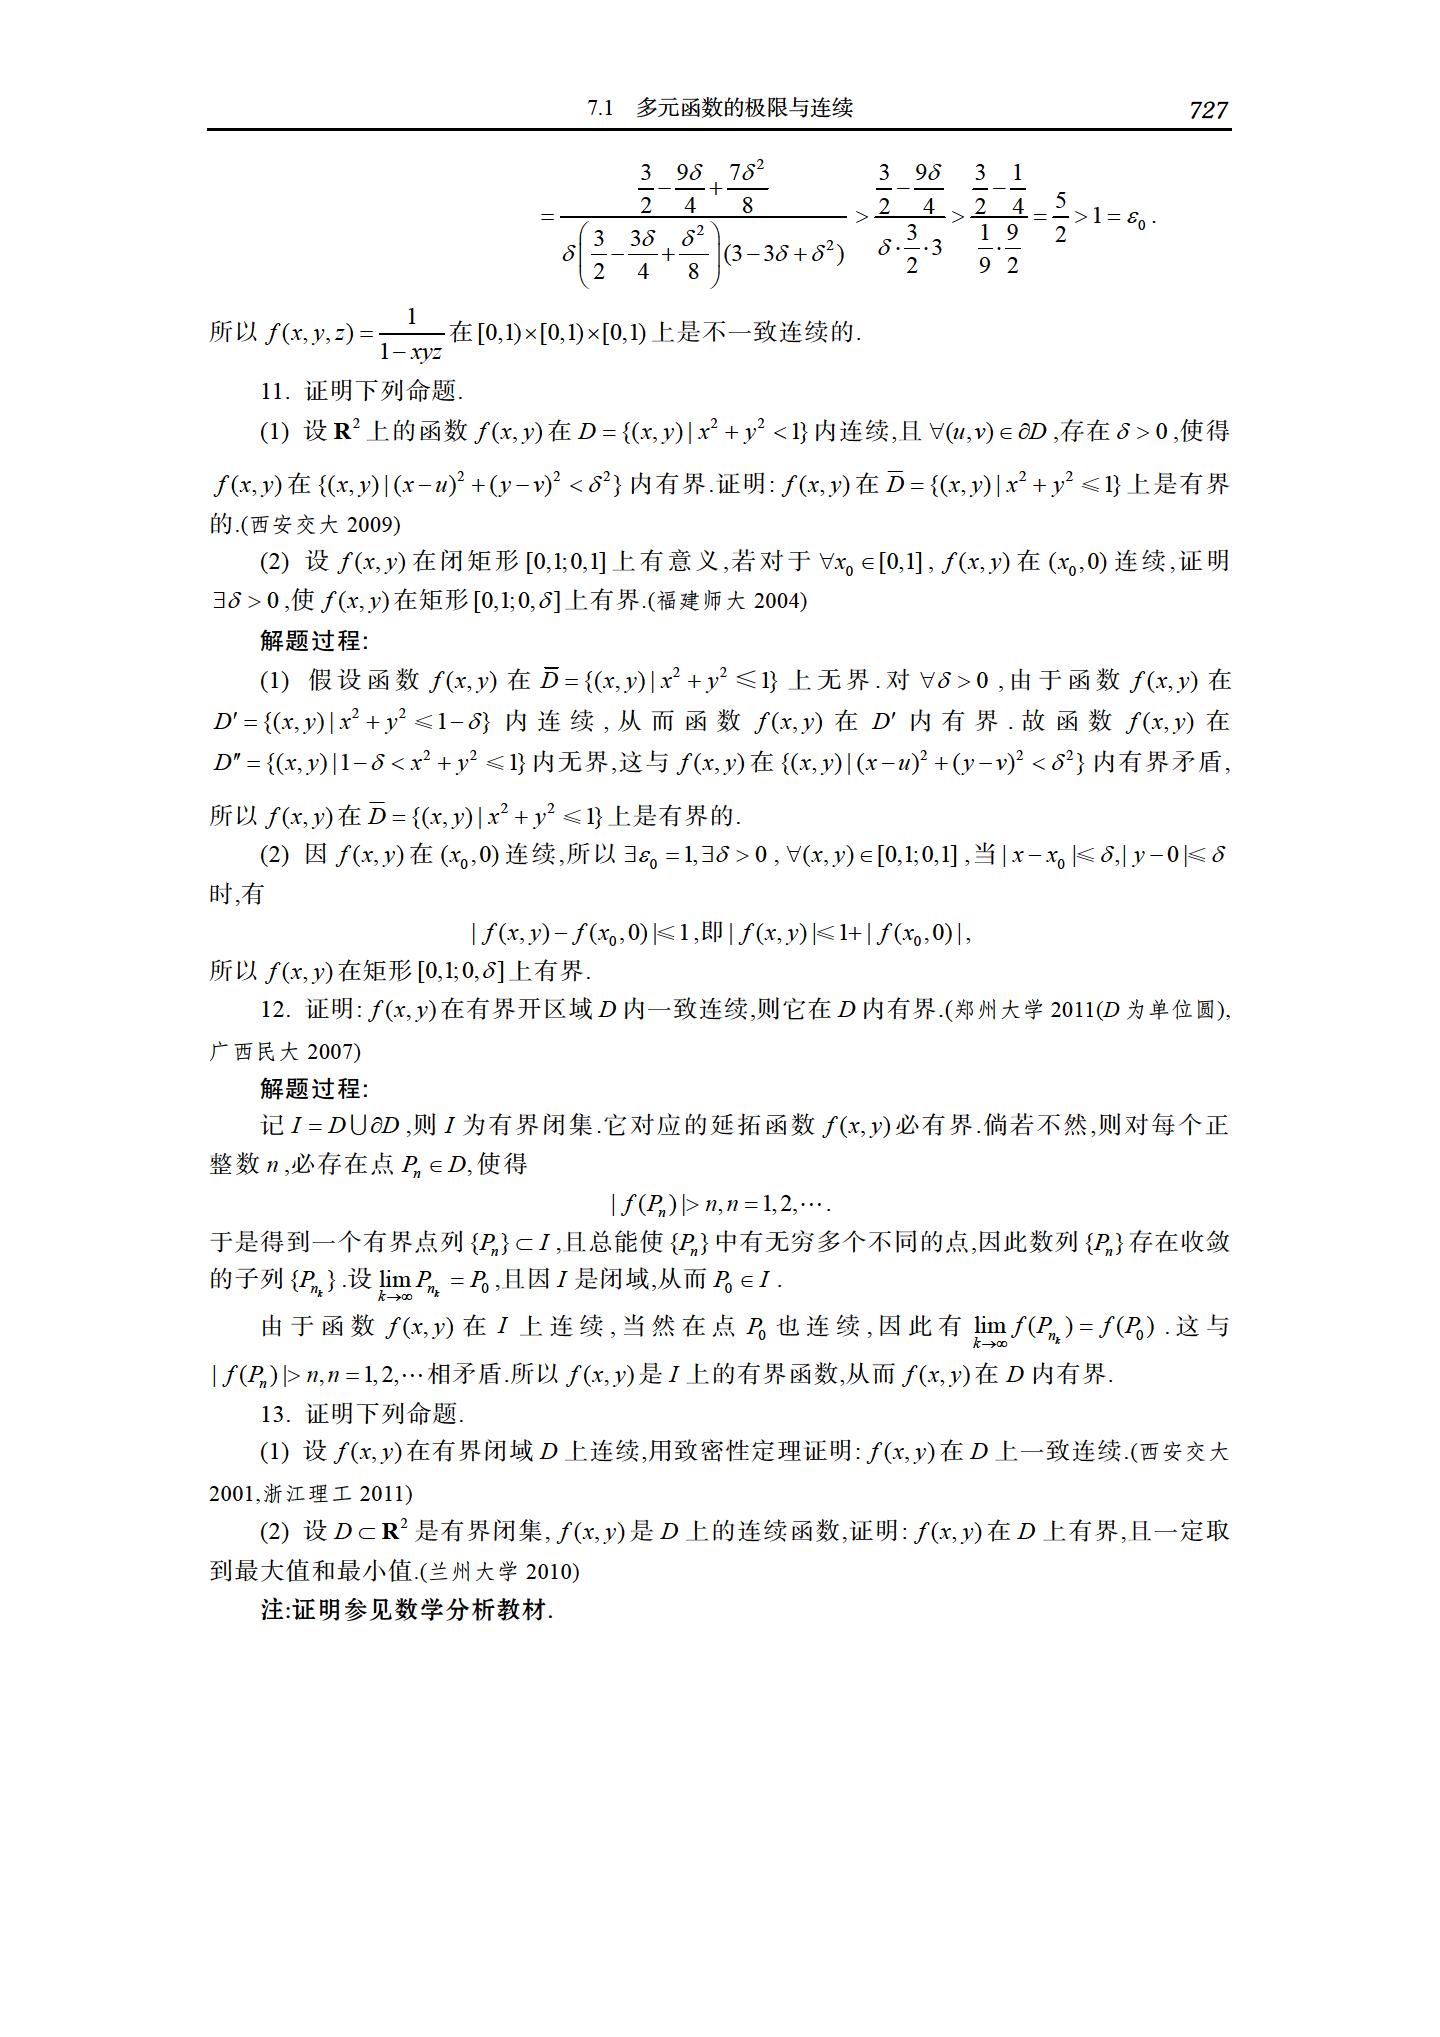 7.1 多元函数的极限与连续 727
$=\dfrac{\dfrac{3}{2}-\dfrac{9\delta}{4}+\dfrac{7\delta^2}{8}}{\delta\left(\dfrac{3}{2}-\dfrac{3\delta}{4}+\dfrac{\delta^2}{8}\right)(3-3\delta+\delta^2)}>\dfrac{\dfrac{3}{2}-\dfrac{9\delta}{4}}{\delta\cdot\dfrac{3}{2}\cdot 3}>\dfrac{\dfrac{3}{2}-\dfrac{1}{4}}{\dfrac{1}{9}\cdot\dfrac{9}{2}}=\dfrac{5}{2}>1=\varepsilon_0.$
所以 $f(x,y,z)=\dfrac{1}{1-xyz}$ 在 $[0,1)\times[0,1)\times[0,1)$ 上是不一致连续的.
11. 证明下列命题.
(1) 设 $\mathbf{R}^2$ 上的函数 $f(x,y)$ 在 $D=\{(x,y)|x^2+y^2<1\}$ 内连续,且 $\forall(u,v)\in\partial D$,存在 $\delta>0$,使得
$f(x,y)$ 在 $\{(x,y)|(x-u)^2+(y-v)^2<\delta^2\}$ 内有界.证明: $f(x,y)$ 在 $\overline{D}=\{(x,y)|x^2+y^2\leqslant 1\}$ 上是有界
的.(西安交大 2009)
(2) 设 $f(x,y)$ 在闭矩形 $[0,1;0,1]$ 上有意义,若对于 $\forall x_0\in[0,1]$, $f(x,y)$ 在 $(x_0,0)$ 连续,证明
$\exists\delta>0$,使 $f(x,y)$ 在矩形 $[0,1;0,\delta]$ 上有界.(福建师大 2004)
解题过程:
(1) 假设函数 $f(x,y)$ 在 $\overline{D}=\{(x,y)|x^2+y^2\leqslant 1\}$ 上无界.对 $\forall\delta>0$,由于函数 $f(x,y)$ 在
$D'=\{(x,y)|x^2+y^2\leqslant 1-\delta\}$ 内连续,从而函数 $f(x,y)$ 在 $D'$ 内有界.故函数 $f(x,y)$ 在
$D''=\{(x,y)|1-\delta<x^2+y^2\leqslant 1\}$ 内无界,这与 $f(x,y)$ 在 $\{(x,y)|(x-u)^2+(y-v)^2<\delta^2\}$ 内有界矛盾,
所以 $f(x,y)$ 在 $\overline{D}=\{(x,y)|x^2+y^2\leqslant 1\}$ 上是有界的.
(2) 因 $f(x,y)$ 在 $(x_0,0)$ 连续,所以 $\exists\varepsilon_0=1,\exists\delta>0$, $\forall(x,y)\in[0,1;0,1]$,当 $|x-x_0|\leqslant\delta,|y-0|\leqslant\delta$
时,有
$|f(x,y)-f(x_0,0)|\leqslant 1$,即 $|f(x,y)|\leqslant 1+|f(x_0,0)|$,
所以 $f(x,y)$ 在矩形 $[0,1;0,\delta]$ 上有界.
12. 证明: $f(x,y)$ 在有界开区域 $D$ 内一致连续,则它在 $D$ 内有界.(郑州大学 2011($D$ 为单位圆),
广西民大 2007)
解题过程:
记 $I=D\bigcup\partial D$,则 $I$ 为有界闭集.它对应的延拓函数 $f(x,y)$ 必有界.倘若不然,则对每个正
整数 $n$,必存在点 $P_n\in D$,使得
$|f(P_n)|>n,n=1,2,\cdots.$
于是得到一个有界点列 $\{P_n\}\subset I$,且总能使 $\{P_n\}$ 中有无穷多个不同的点,因此数列 $\{P_n\}$ 存在收敛
的子列 $\{P_{n_k}\}$.设 $\lim\limits_{k\to\infty}P_{n_k}=P_0$,且因 $I$ 是闭域,从而 $P_0\in I$.
由于函数 $f(x,y)$ 在 $I$ 上连续,当然在点 $P_0$ 也连续,因此有 $\lim\limits_{k\to\infty}f(P_{n_k})=f(P_0)$.这与
$|f(P_n)|>n,n=1,2,\cdots$ 相矛盾.所以 $f(x,y)$ 是 $I$ 上的有界函数,从而 $f(x,y)$ 在 $D$ 内有界.
13. 证明下列命题.
(1) 设 $f(x,y)$ 在有界闭域 $D$ 上连续,用致密性定理证明: $f(x,y)$ 在 $D$ 上一致连续.(西安交大
2001,浙江理工 2011)
(2) 设 $D\subset\mathbf{R}^2$ 是有界闭集, $f(x,y)$ 是 $D$ 上的连续函数,证明: $f(x,y)$ 在 $D$ 上有界,且一定取
到最大值和最小值.(兰州大学 2010)
注:证明参见数学分析教材.